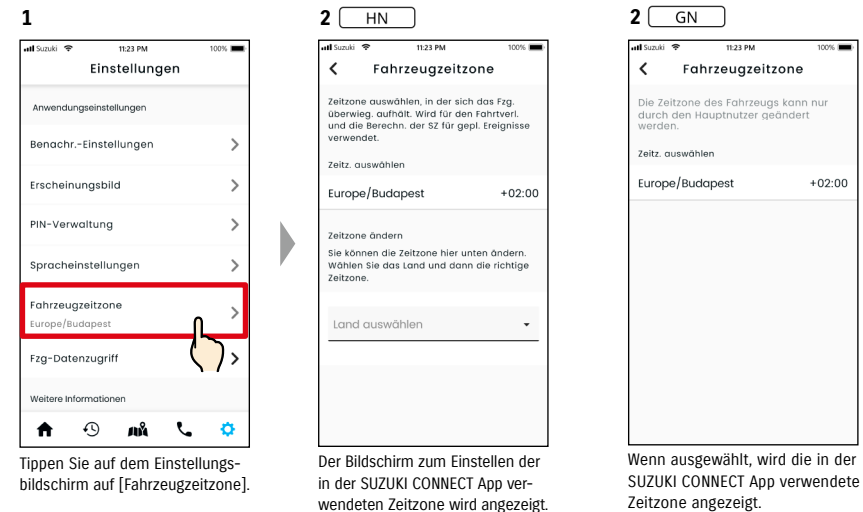 1
Suzuki 11:23 PM 100%
Einstellungen
Anwendungseinstellungen
Benachr.-Einstellungen
Erscheinungsbild
PIN-Verwaltung
Spracheinstellungen
Fahrzeugzeitzone
Europe/Budapest
Fzg-Datenzugriff
Weitere Informationen
Tippen Sie auf dem Einstellungs-
bildschirm auf [Fahrzeugzeitzone].
2 HN
Suzuki 11:23 PM 100%
Fahrzeugzeitzone
Zeitzone auswählen, in der sich das Fzg.
überwieg. aufhält. Wird für den Fahrtverl.
und die Berechn. der SZ für gepl. Ereignisse
verwendet.
Zeitz. auswählen
Europe/Budapest +02:00
Zeitzone ändern
Sie können die Zeitzone hier unten ändern.
Wählen Sie das Land und dann die richtige
Zeitzone.
Land auswählen
Der Bildschirm zum Einstellen der
in der SUZUKI CONNECT App ver-
wendeten Zeitzone wird angezeigt.
2 GN
Suzuki 11:23 PM 100%
Fahrzeugzeitzone
Die Zeitzone des Fahrzeugs kann nur
durch den Hauptnutzer geändert
werden.
Zeitz. auswählen
Europe/Budapest +02:00
Wenn ausgewählt, wird die in der
SUZUKI CONNECT App verwendete
Zeitzone angezeigt.